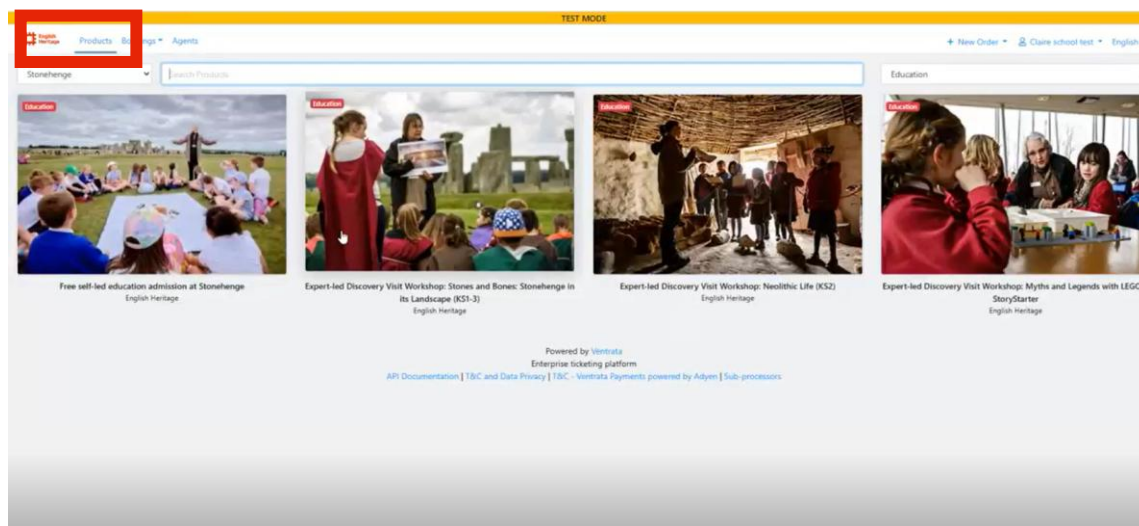 TEST MODE
English
Heritage
Products
Bookings
Agents
+ New Order
Claire school test
English
Stonehenge
Search Products
Education
Education
Education
Education
Education
Free self-led education admission at Stonehenge
English Heritage
Expert-led Discovery Visit Workshop: Stones and Bones: Stonehenge in
its Landscape (KS1-3)
English Heritage
Expert-led Discovery Visit Workshop: Neolithic Life (KS2)
English Heritage
Expert-led Discovery Visit Workshop: Myths and Legends with LEGO
StoryStarter
English Heritage
Powered by Ventrata
Enterprise ticketing platform
API Documentation | T&C and Data Privacy | T&C - Ventrata Payments powered by Adyen | Sub-processors